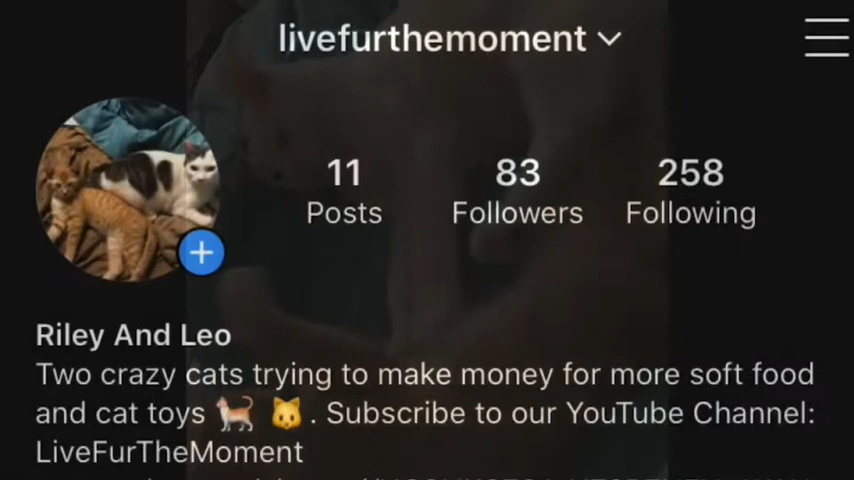 livefurthemoment
11 83 258
Posts Followers Following
Riley And Leo
Two crazy cats trying to make money for more soft food
and cat toys 🐈 🐱. Subscribe to our YouTube Channel:
LiveFurTheMoment